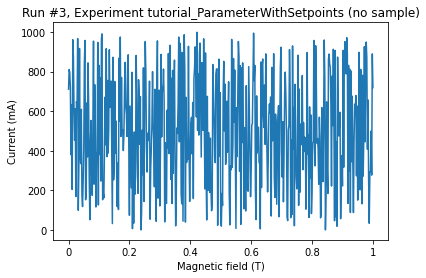 Run #3, Experiment tutorial_ParameterWithSetpoints (no sample)
1000
800
600
400
200
0
Current (mA)
0 0.2 0.4 0.6 0.8 1
Magnetic field (T)